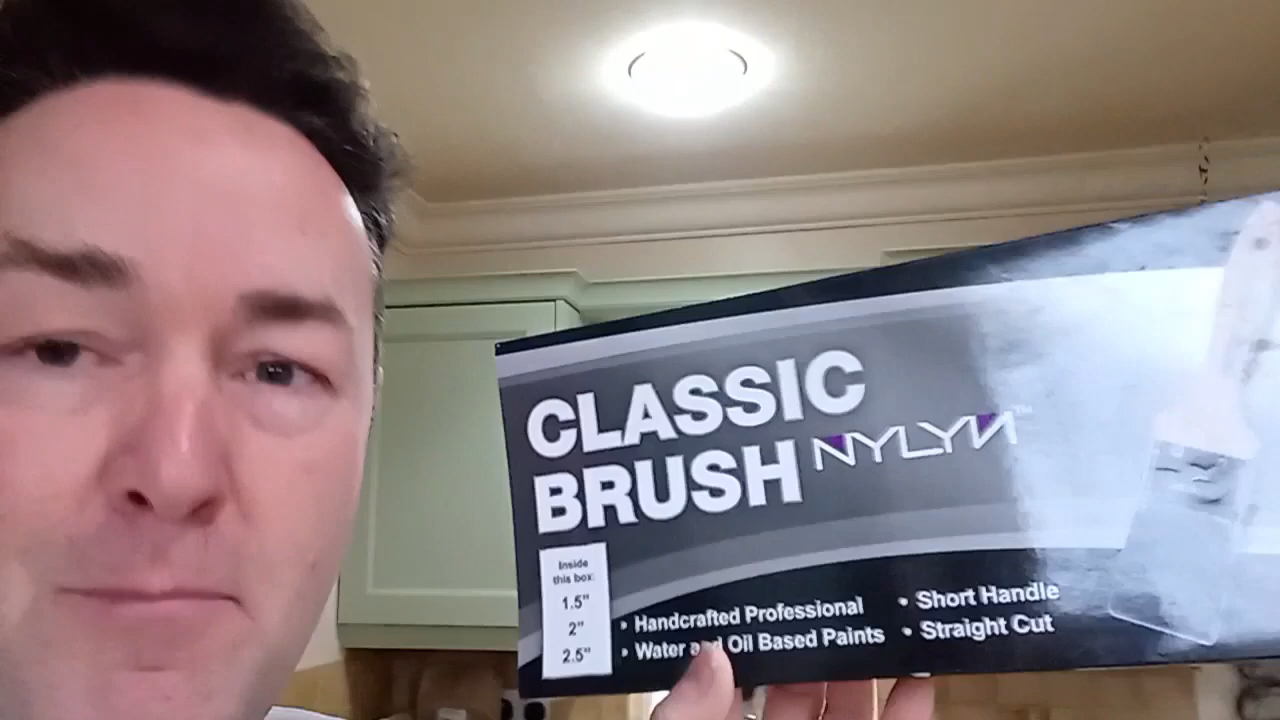 CLASSIC
BRUSH NYLYN™
Inside
this box:
1.5"
2"
2.5"
• Handcrafted Professional
• Water and Oil Based Paints
• Short Handle
• Straight Cut